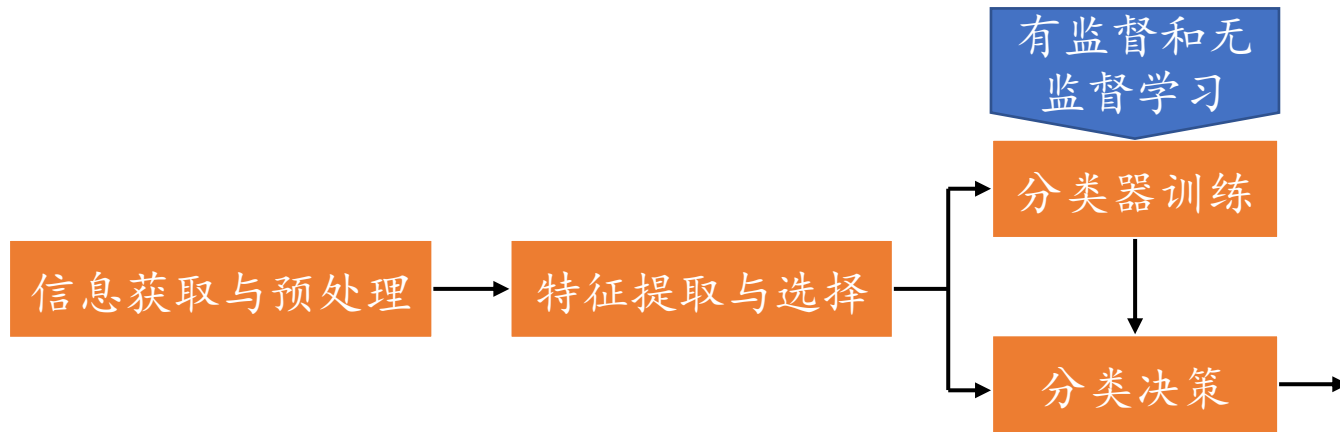 有监督和无
监督学习
分类器训练
信息获取与预处理
特征提取与选择
分类决策